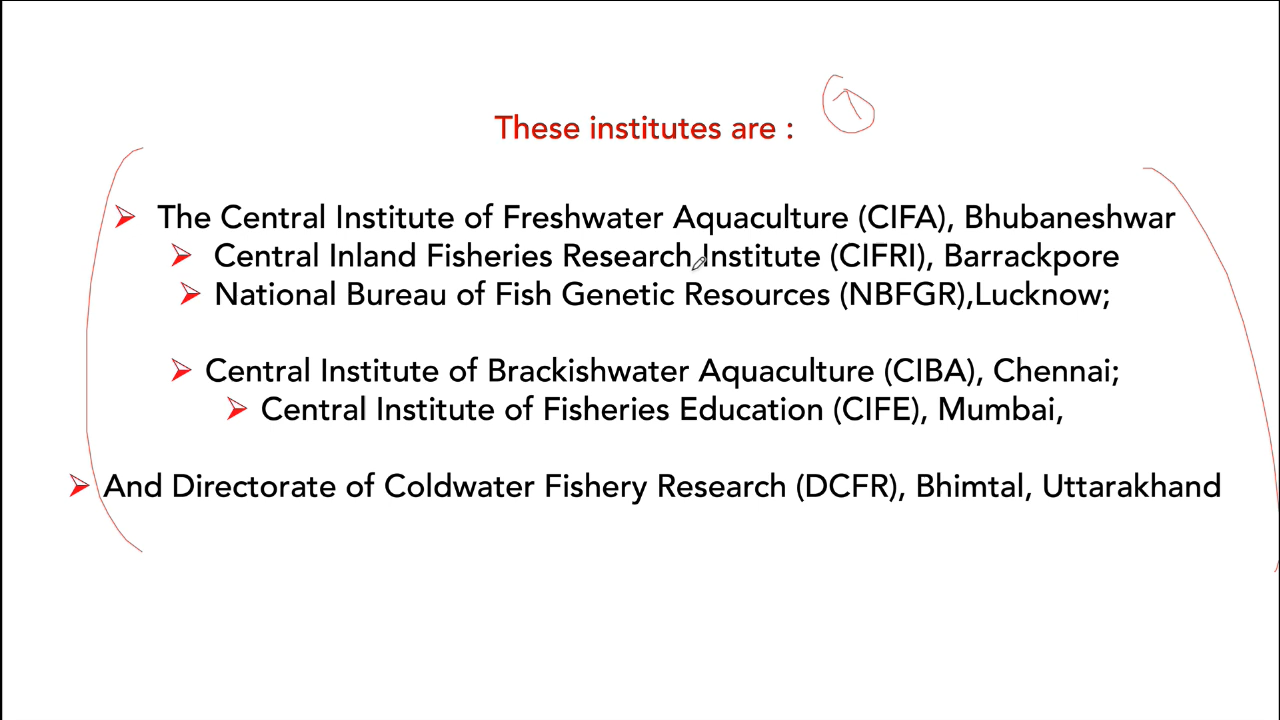 These institutes are :
The Central Institute of Freshwater Aquaculture (CIFA), Bhubaneshwar
Central Inland Fisheries Research Institute (CIFRI), Barrackpore
National Bureau of Fish Genetic Resources (NBFGR),Lucknow;
Central Institute of Brackishwater Aquaculture (CIBA), Chennai;
Central Institute of Fisheries Education (CIFE), Mumbai,
And Directorate of Coldwater Fishery Research (DCFR), Bhimtal, Uttarakhand